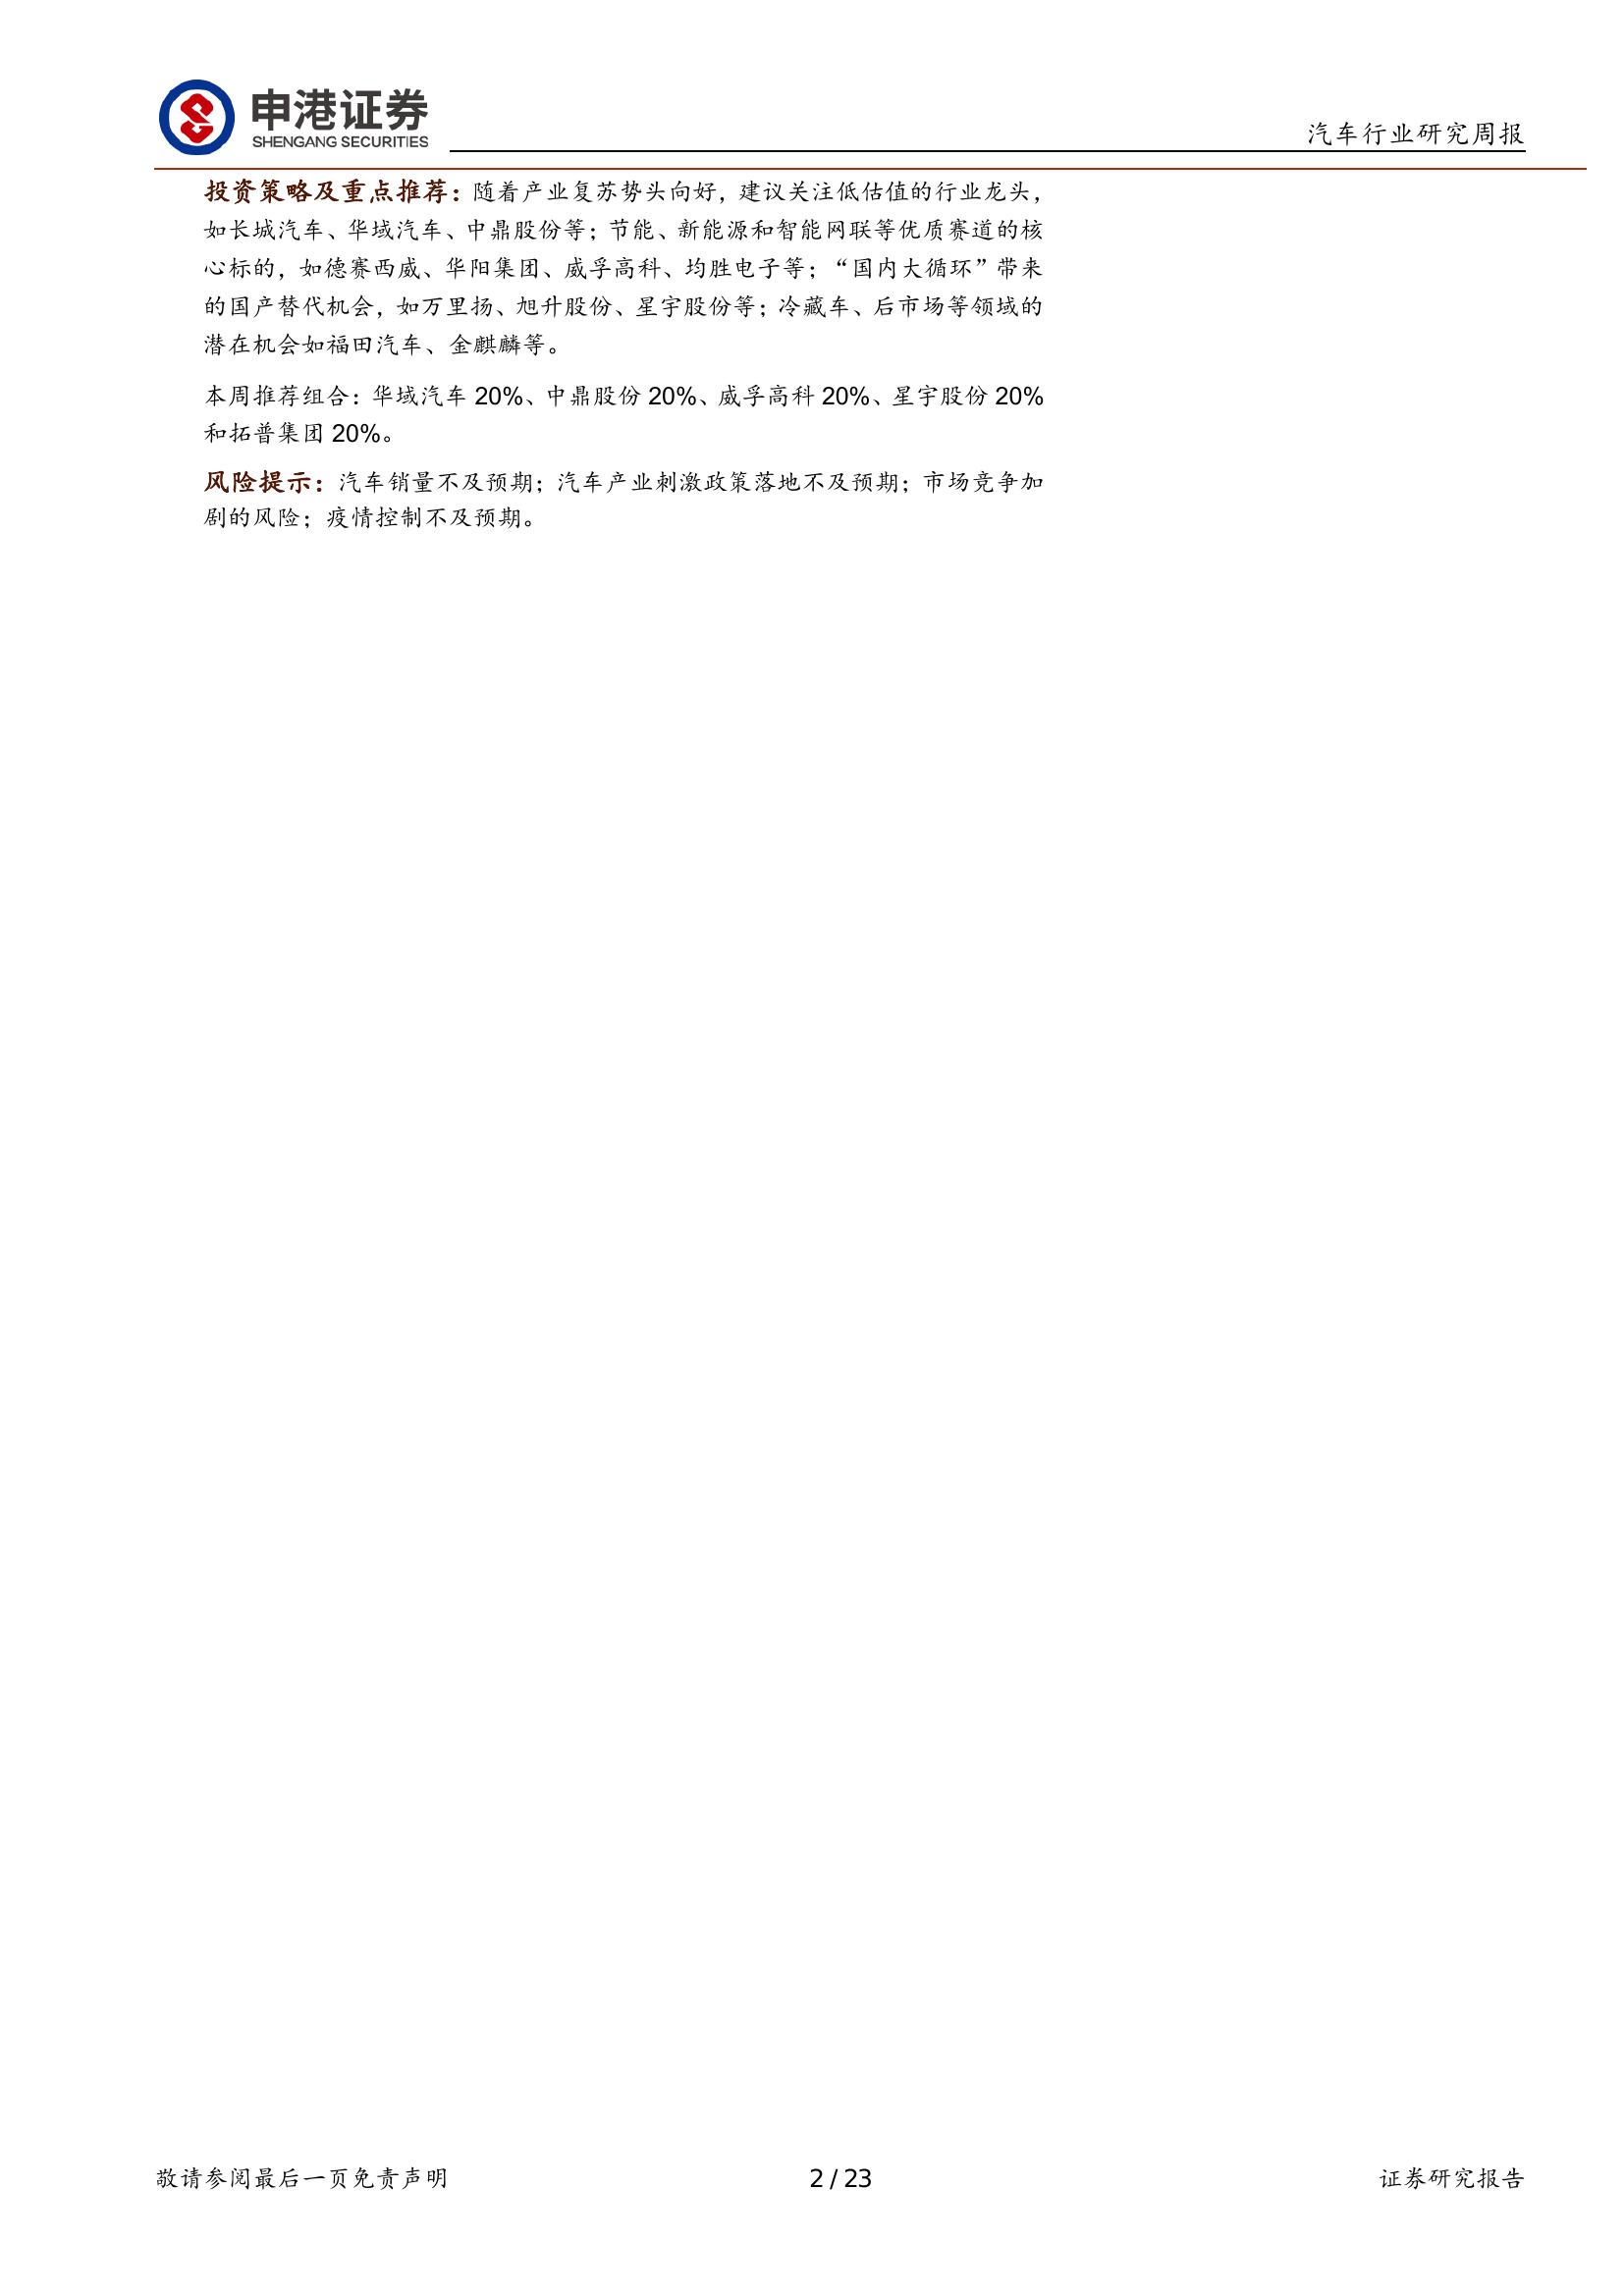 申港证券
SHENGANG SECURITIES
汽车行业研究周报
投资策略及重点推荐：随着产业复苏势头向好，建议关注低估值的行业龙头，
如长城汽车、华域汽车、中鼎股份等；节能、新能源和智能网联等优质赛道的核
心标的，如德赛西威、华阳集团、威孚高科、均胜电子等；“国内大循环”带来
的国产替代机会，如万里扬、旭升股份、星宇股份等；冷藏车、后市场等领域的
潜在机会如福田汽车、金麒麟等。
本周推荐组合：华域汽车 20%、中鼎股份 20%、威孚高科 20%、星宇股份 20%
和拓普集团 20%。
风险提示：汽车销量不及预期；汽车产业刺激政策落地不及预期；市场竞争加
剧的风险；疫情控制不及预期。
敬请参阅最后一页免责声明
2 / 23
证券研究报告